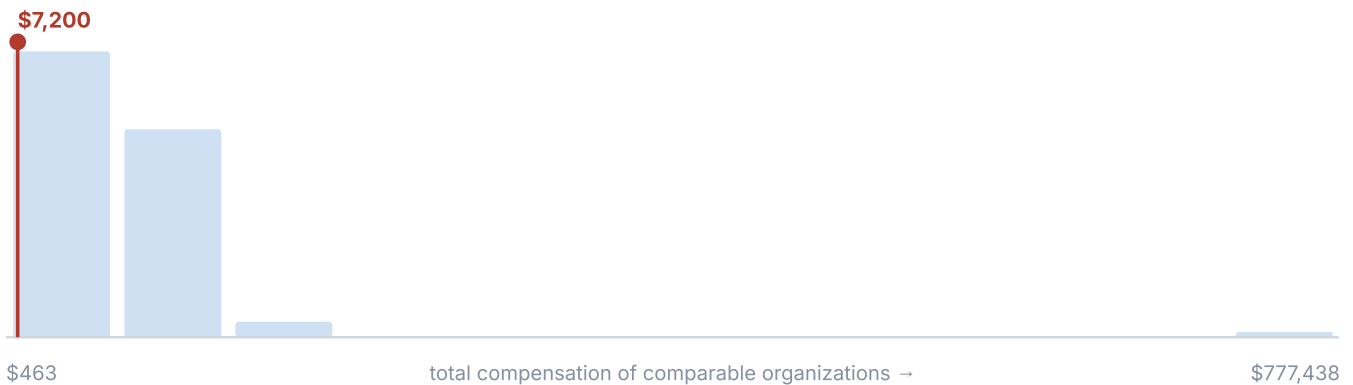 $7,200
$463 total compensation of comparable organizations → $777,438